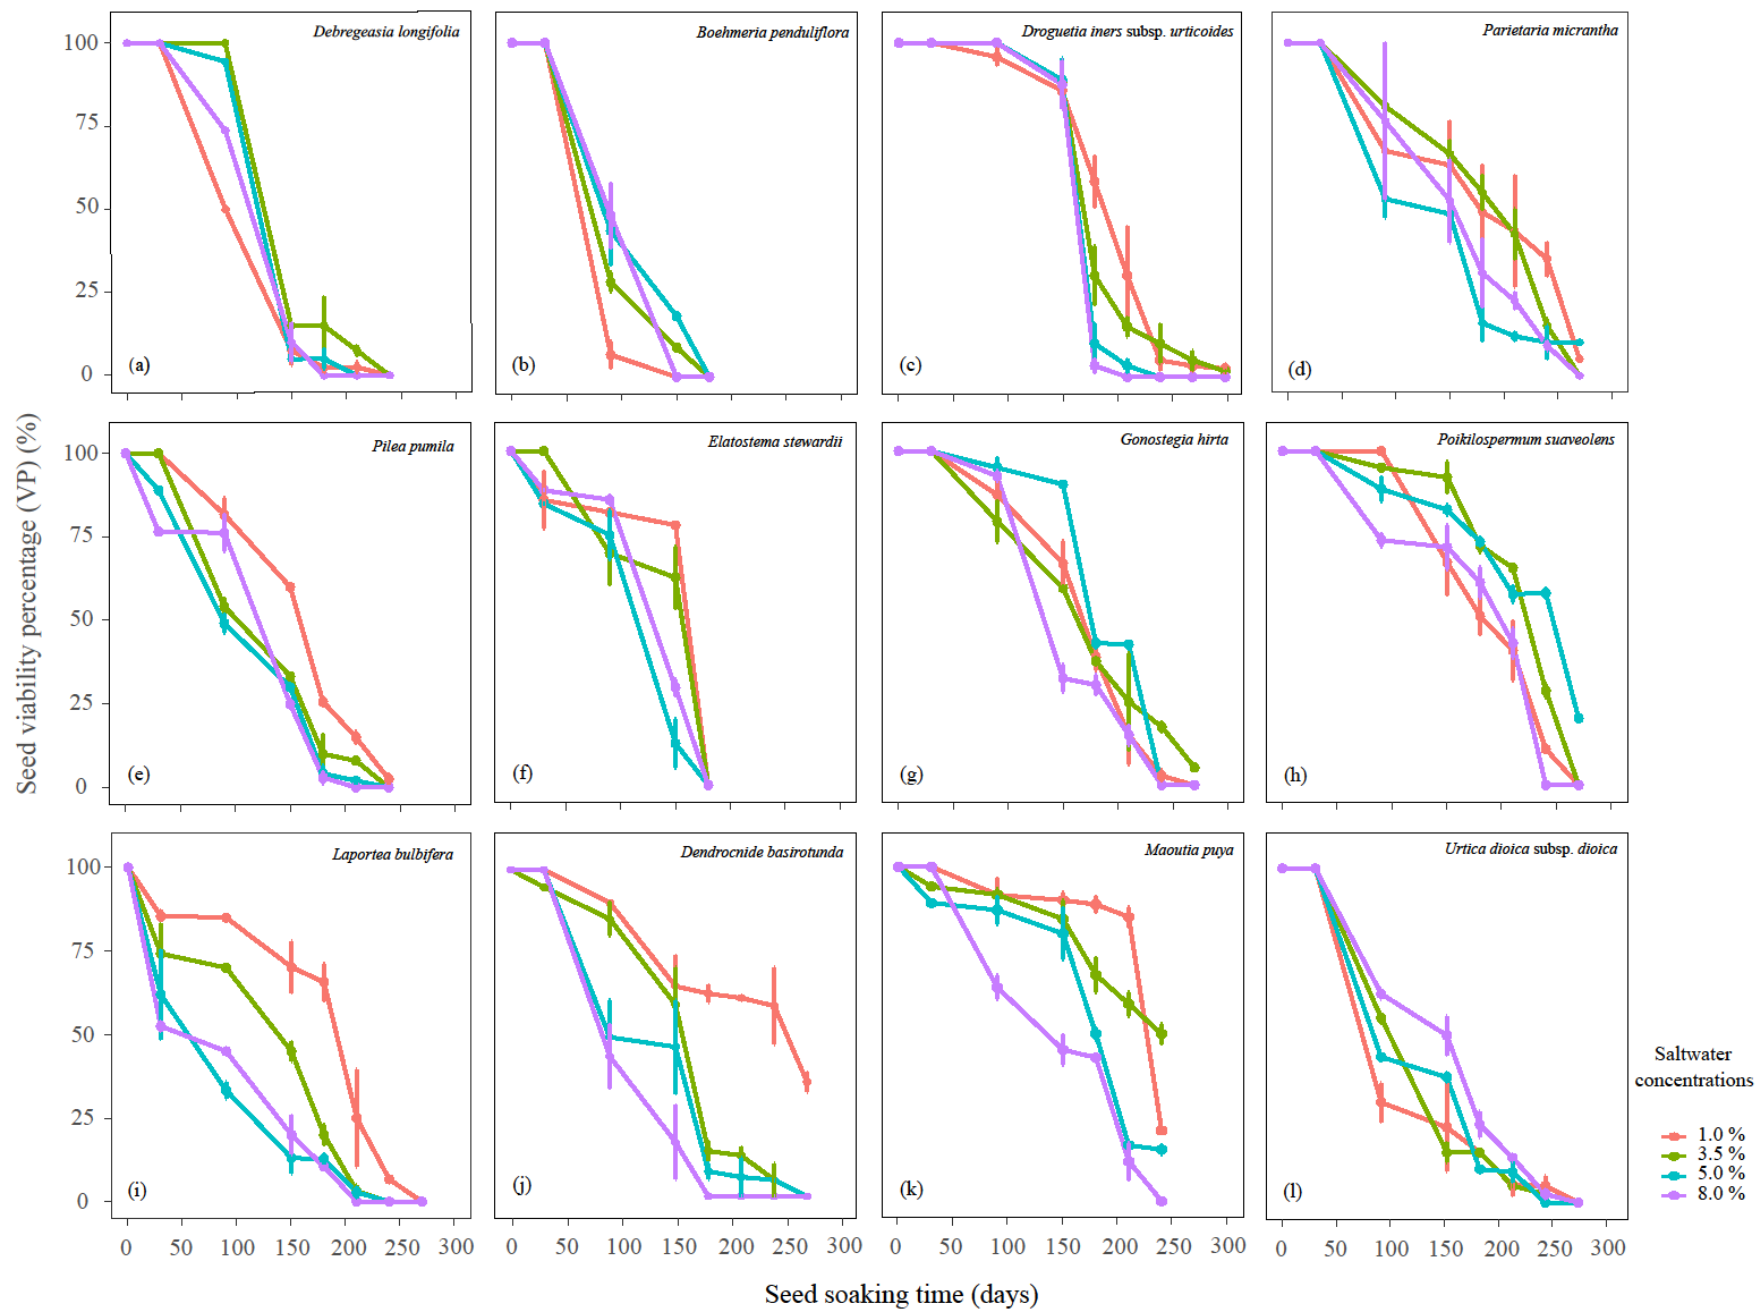 Debregeasia longifolia
Boehmeria penduliflora
Droguetia iners subsp. urticoides
Parietaria micrantha
100
75
50
25
0
(a)
(b)
(c)
(d)
Pilea pumila
Elatostema stewardii
Gonostegia hirta
Poikilospermum suaveolens
100
75
50
25
0
(e)
(f)
(g)
(h)
Seed viability percentage (VP) (%)
Laportea bulbifera
Dendrocnide basirotunda
Maoutia puya
Urtica dioica subsp. dioica
100
75
50
25
0
(i)
(j)
(k)
(l)
0 50 100 150 200 250 300
0 50 100 150 200 250 300
0 50 100 150 200 250 300
0 50 100 150 200 250 300
Seed soaking time (days)
Saltwater
concentrations
1.0 %
3.5 %
5.0 %
8.0 %